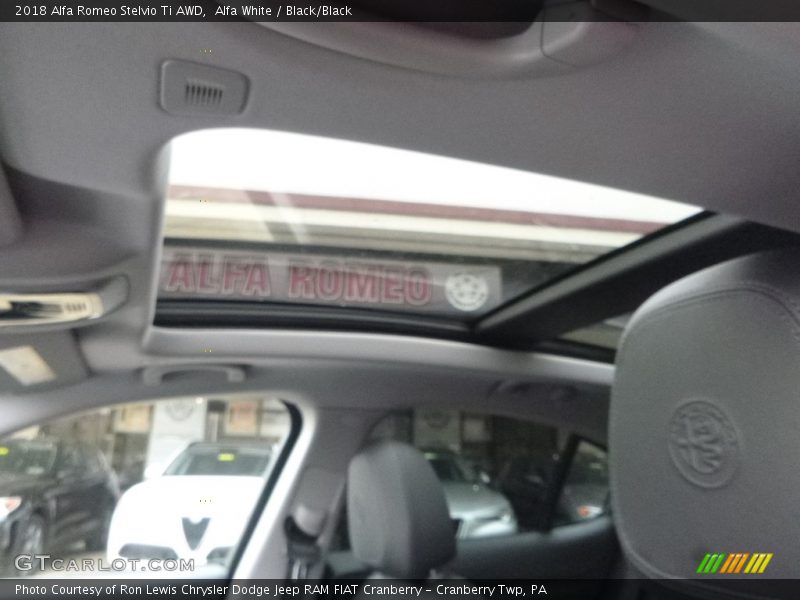 2018 Alfa Romeo Stelvio Ti AWD,  Alfa White / Black/Black
ALFA ROMEO
GTcarlot.com
Photo Courtesy of Ron Lewis Chrysler Dodge Jeep RAM FIAT Cranberry – Cranberry Twp, PA